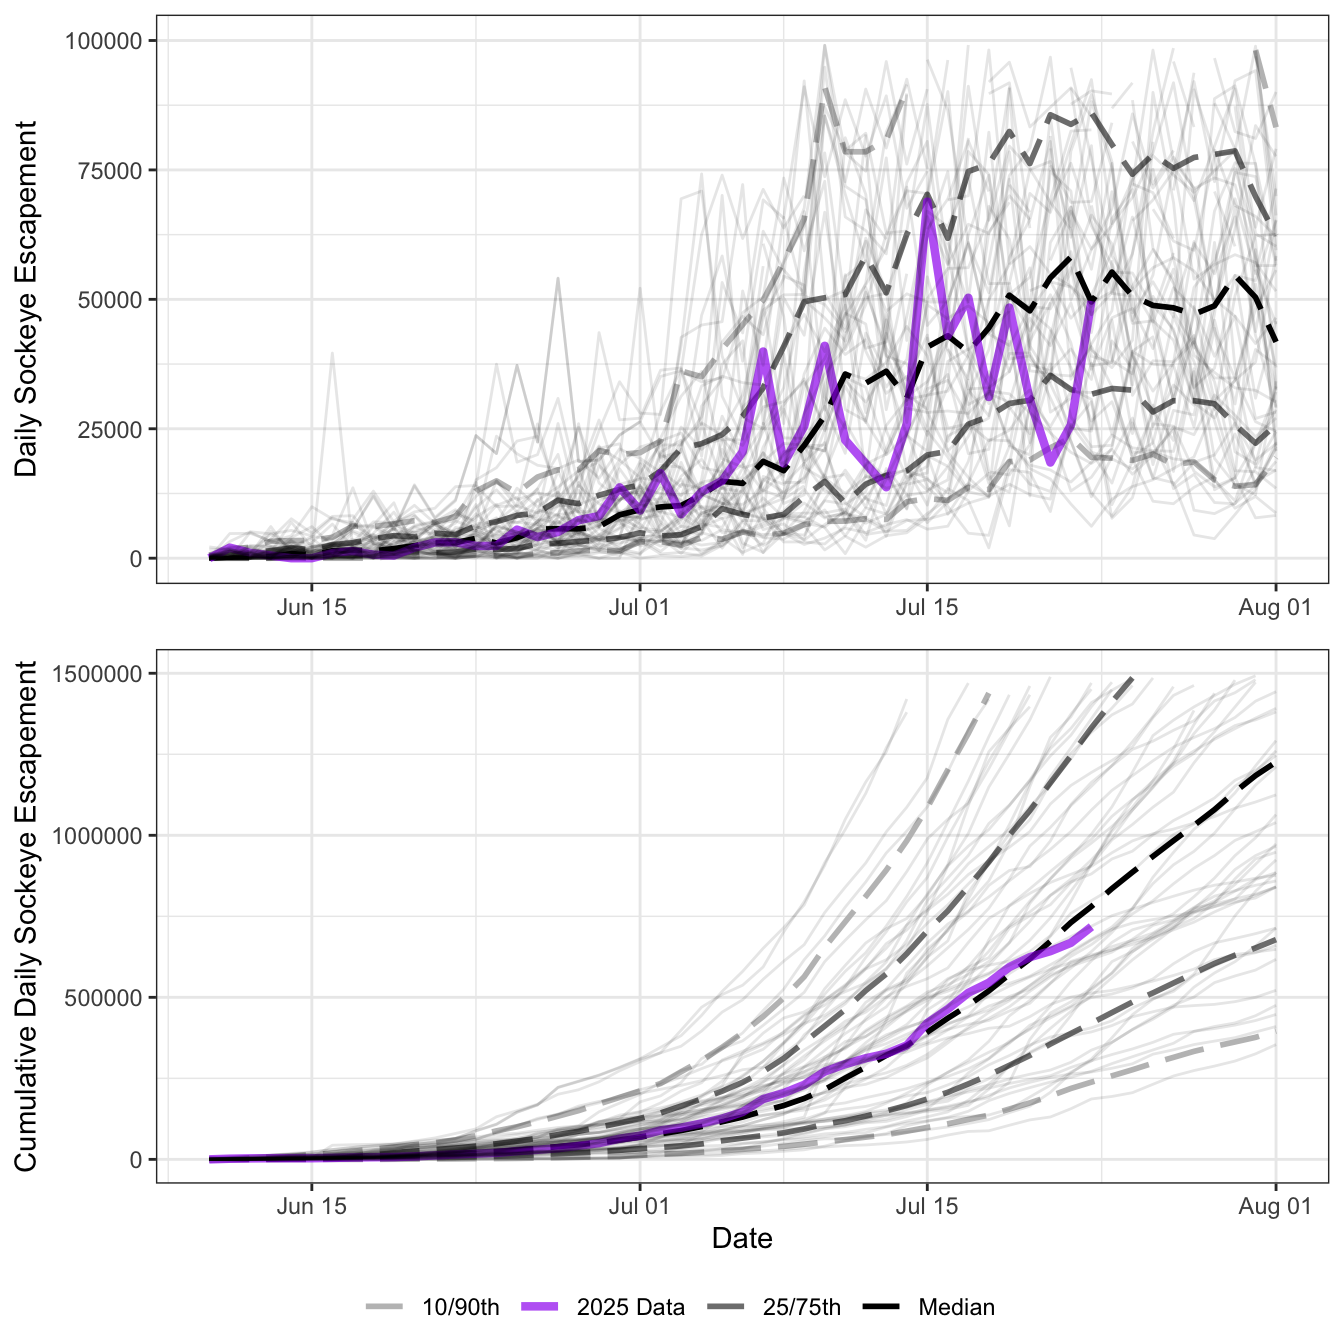 Daily Sockeye Escapement
100000
75000
50000
25000
0
Jun 15 Jul 01 Jul 15 Aug 01
Cumulative Daily Sockeye Escapement
1500000
1000000
500000
0
Jun 15 Jul 01 Jul 15 Aug 01
Date
10/90th 2025 Data 25/75th Median